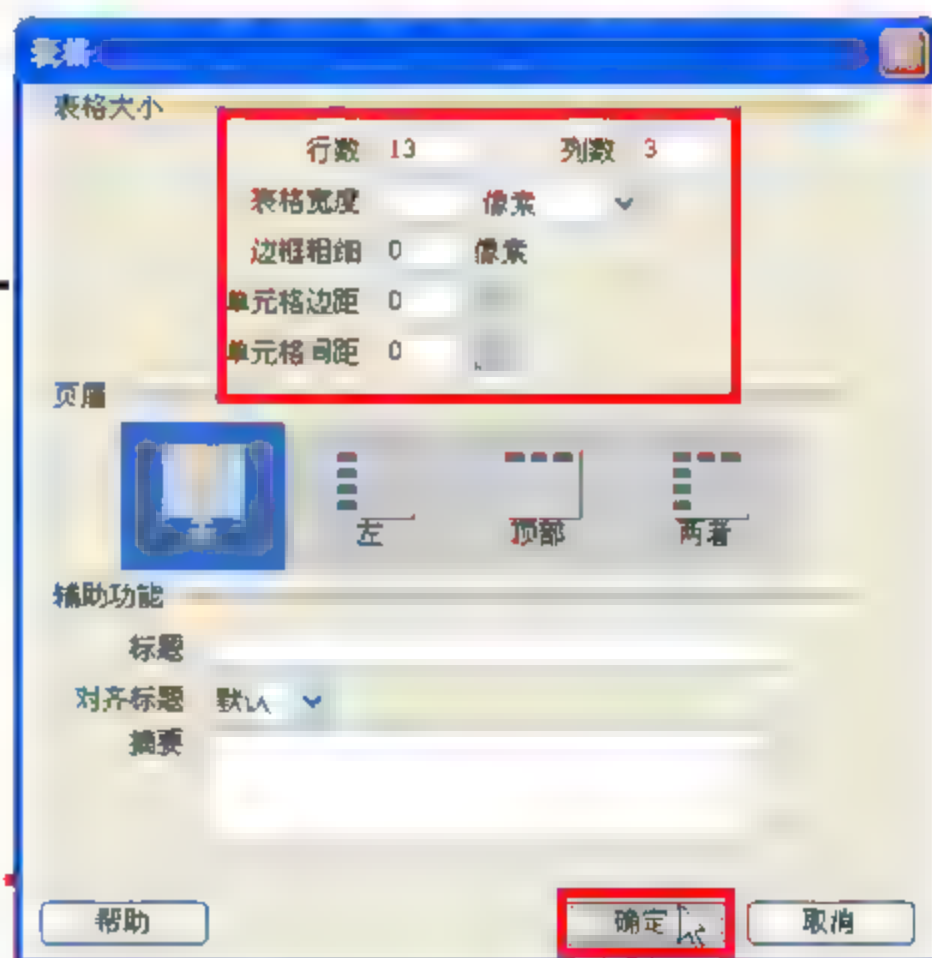 表格
表格大小
行数 13 列数 3
表格宽度 像素
边框粗细 0 像素
单元格边距 0
单元格间距 0
页眉
左 顶部 两者
辅助功能
标题
对齐标题 默认
摘要
帮助 确定 取消